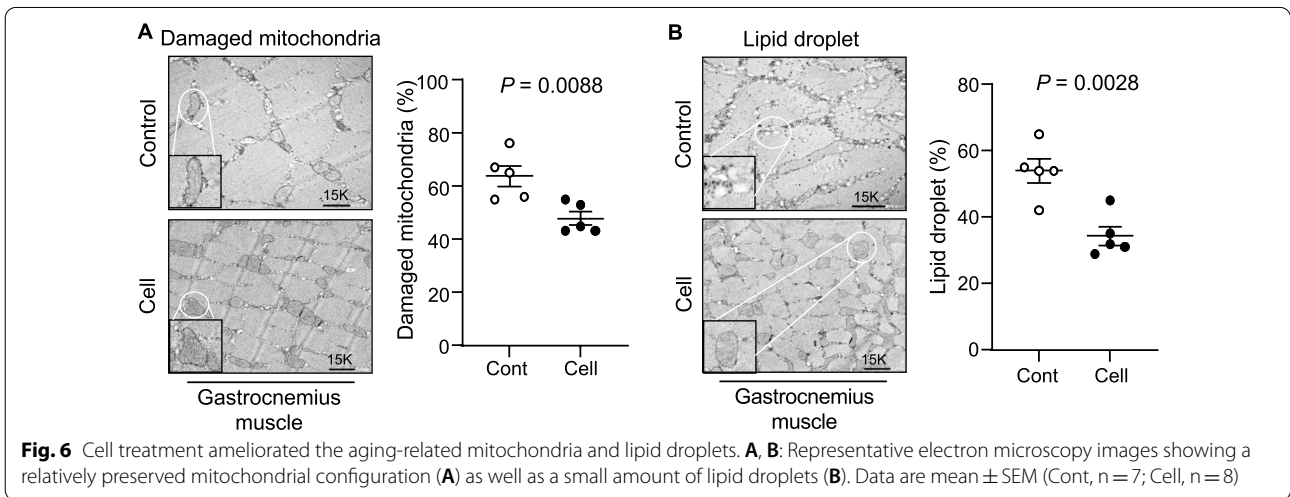 A Damaged mitochondria
Control
15K
Cell
15K
Gastrocnemius
muscle
Damaged mitochondria (%)
100
80
60
40
20
0
P = 0.0088
Cont Cell
B Lipid droplet
Control
15K
Cell
15K
Gastrocnemius
muscle
Lipid droplet (%)
80
60
40
20
0
P = 0.0028
Cont Cell
Fig. 6 Cell treatment ameliorated the aging-related mitochondria and lipid droplets. A, B: Representative electron microscopy images showing a
relatively preserved mitochondrial configuration (A) as well as a small amount of lipid droplets (B). Data are mean ± SEM (Cont, n = 7; Cell, n = 8)